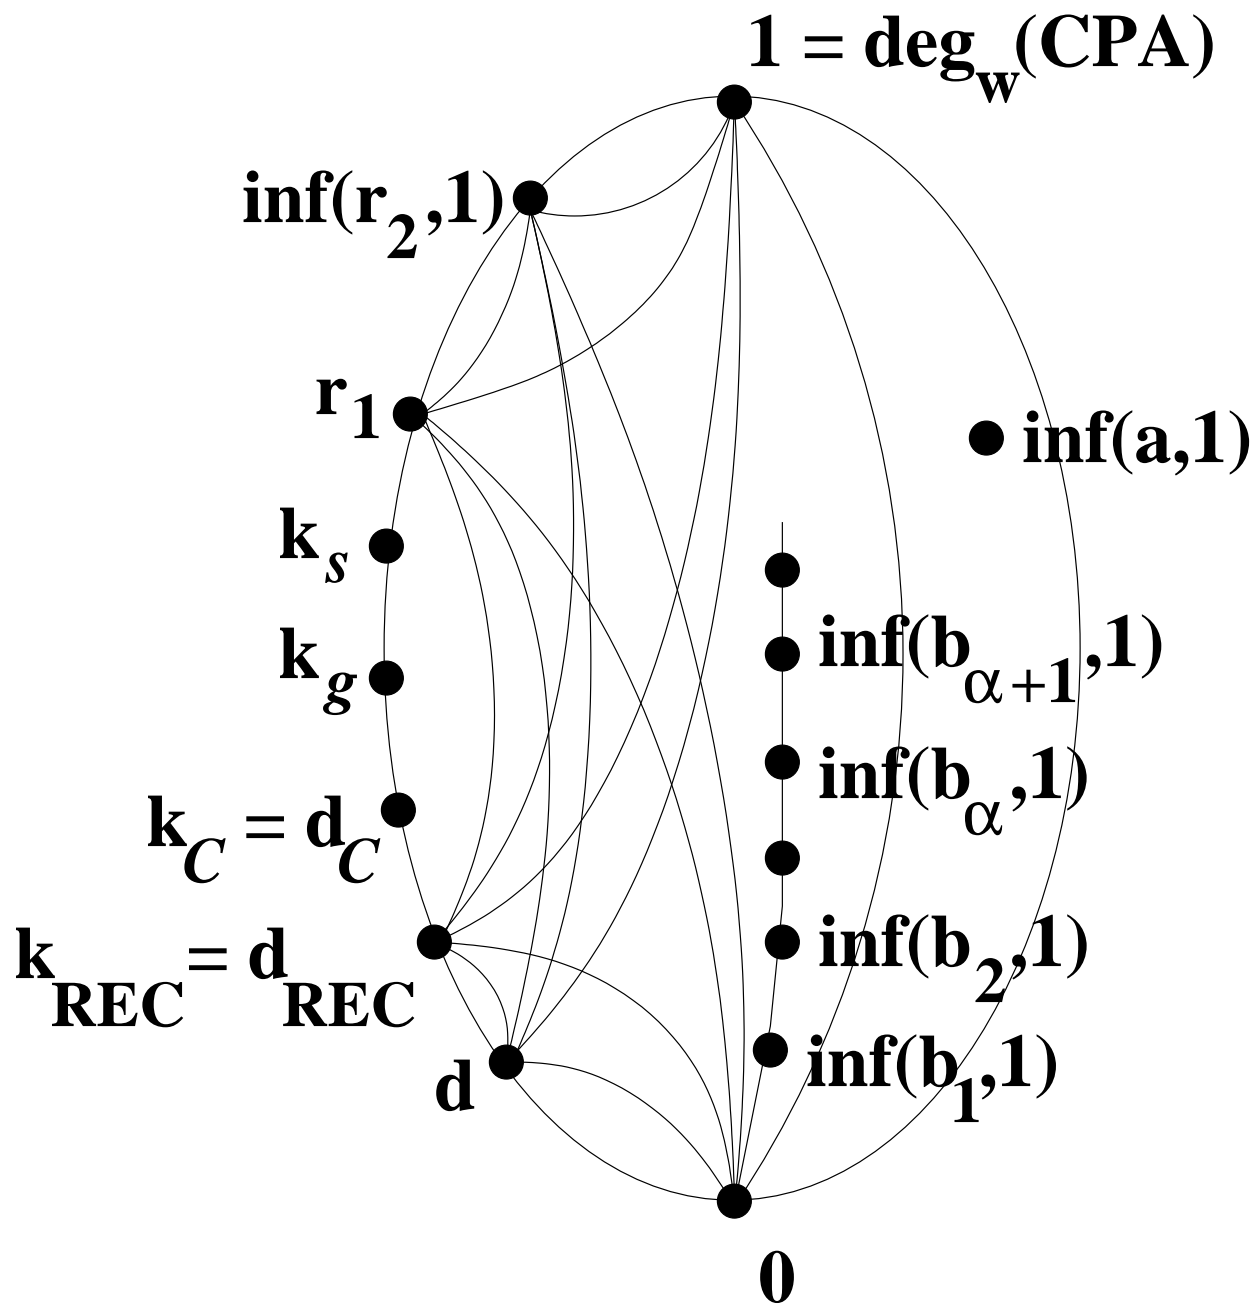 1 = deg_w(CPA)
inf(r_2,1)
r_1
inf(a,1)
k_s
k_g
inf(b_α+1,1)
inf(b_α,1)
k_C = d_C
inf(b_2,1)
k_REC = d_REC
inf(b_1,1)
d
0